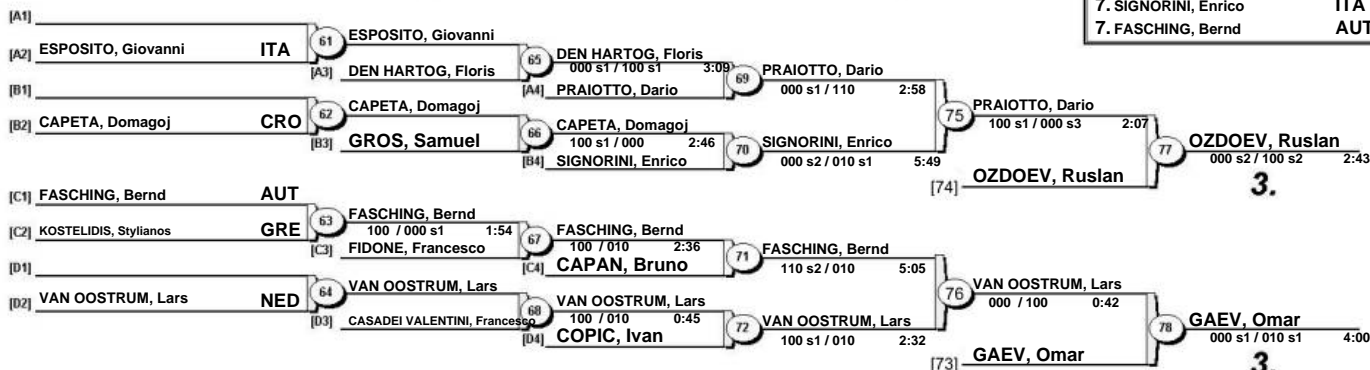 7. SIGNORINI, Enrico ITA
7. FASCHING, Bernd AUT
[A1]
[A2] ESPOSITO, Giovanni ITA
61 ESPOSITO, Giovanni
[A3] DEN HARTOG, Floris
65 DEN HARTOG, Floris
000 s1 / 100 s1 3:09
[A4] PRAIOTTO, Dario
69 PRAIOTTO, Dario
000 s1 / 110 2:58
[B1]
[B2] CAPETA, Domagoj CRO
62 CAPETA, Domagoj
[B3] GROS, Samuel
66 CAPETA, Domagoj
100 s1 / 000 2:46
[B4] SIGNORINI, Enrico
70 SIGNORINI, Enrico
000 s2 / 010 s1 5:49
75 PRAIOTTO, Dario
100 s1 / 000 s3 2:07
[74] OZDOEV, Ruslan
77 OZDOEV, Ruslan
000 s2 / 100 s2 2:43
3.
[C1] FASCHING, Bernd AUT
[C2] KOSTELIDIS, Stylianos GRE
63 FASCHING, Bernd
100 / 000 s1 1:54
[C3] FIDONE, Francesco
67 FASCHING, Bernd
100 / 010 2:36
[C4] CAPAN, Bruno
71 FASCHING, Bernd
110 s2 / 010 5:05
[D1]
[D2] VAN OOSTRUM, Lars NED
64 VAN OOSTRUM, Lars
[D3] CASADEI VALENTINI, Francesco
68 VAN OOSTRUM, Lars
100 / 010 0:45
[D4] COPIC, Ivan
72 VAN OOSTRUM, Lars
100 s1 / 010 2:32
76 VAN OOSTRUM, Lars
000 / 100 0:42
[73] GAEV, Omar
78 GAEV, Omar
000 s1 / 010 s1 4:00
3.